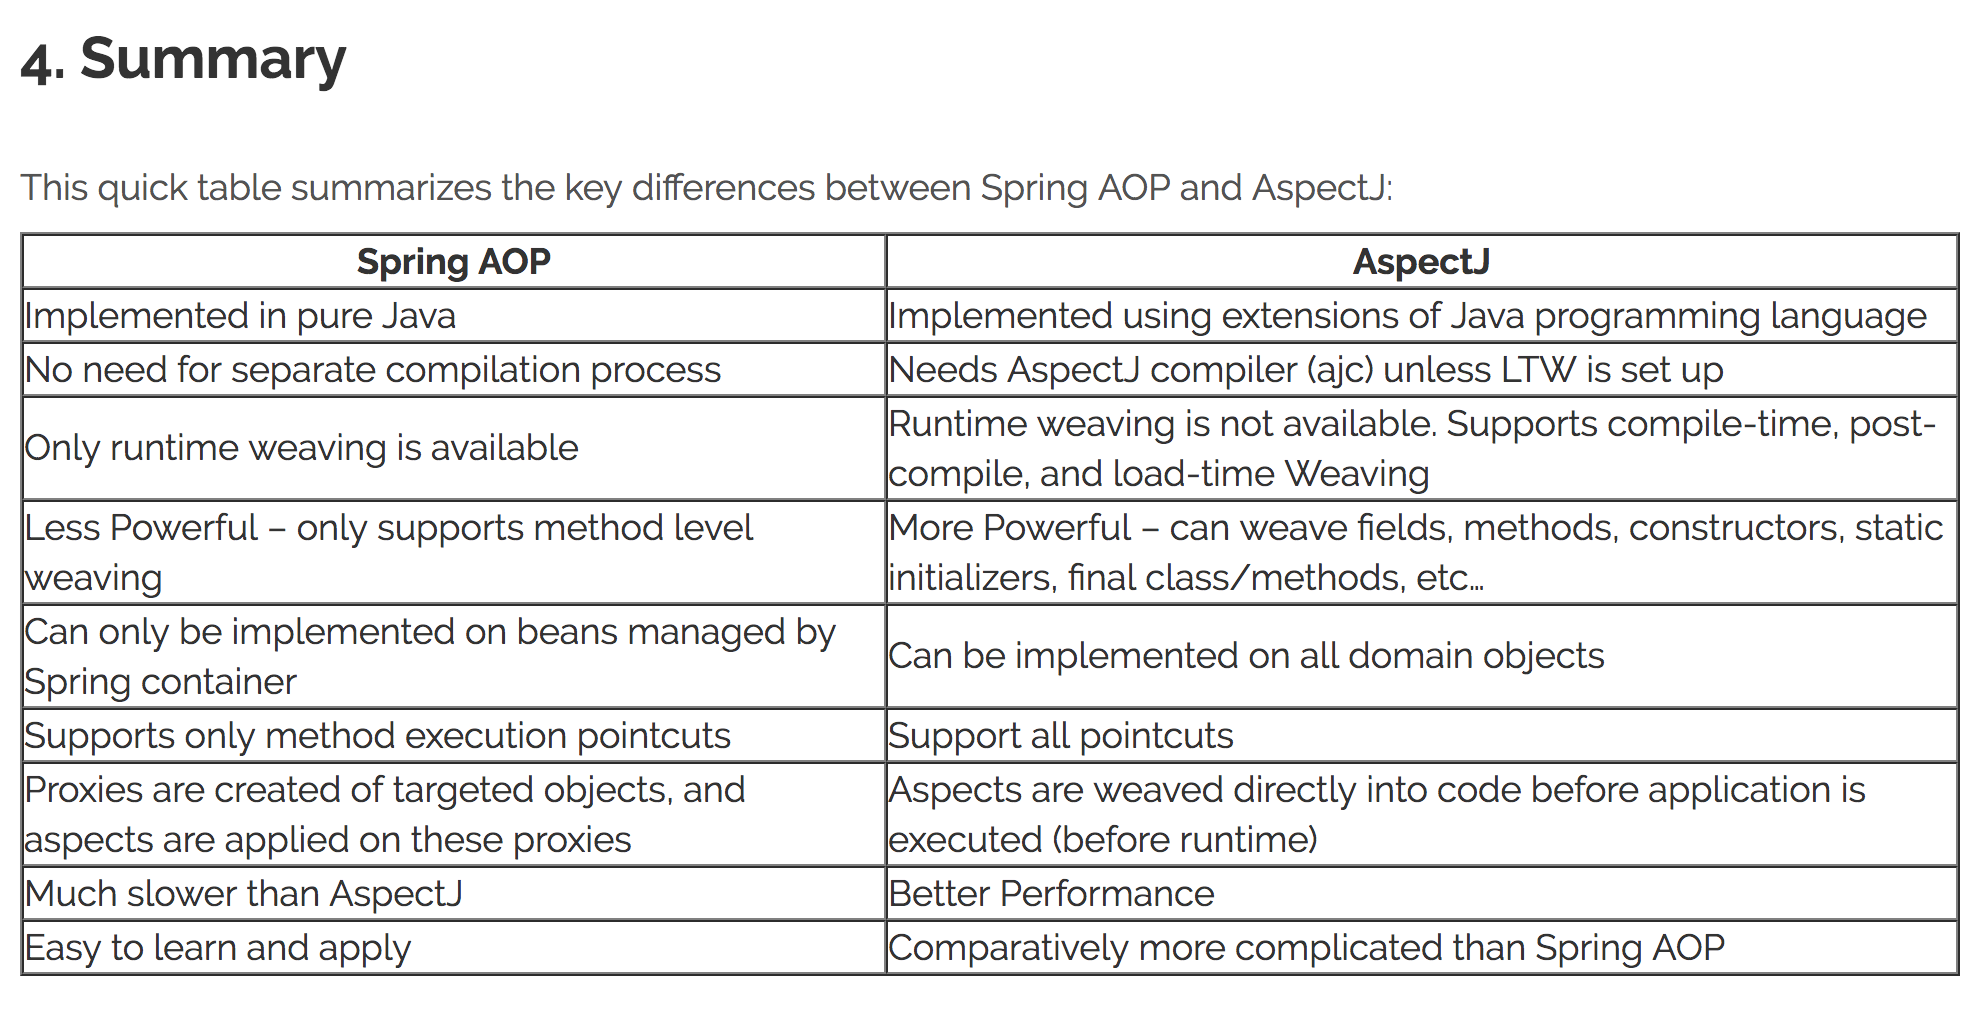 4. Summary
This quick table summarizes the key differences between Spring AOP and AspectJ:
Spring AOP
AspectJ
Implemented in pure Java
Implemented using extensions of Java programming language
No need for separate compilation process
Needs AspectJ compiler (ajc) unless LTW is set up
Only runtime weaving is available
Runtime weaving is not available. Supports compile-time, post-
compile, and load-time Weaving
Less Powerful – only supports method level
weaving
More Powerful – can weave fields, methods, constructors, static
initializers, final class/methods, etc…
Can only be implemented on beans managed by
Spring container
Can be implemented on all domain objects
Supports only method execution pointcuts
Support all pointcuts
Proxies are created of targeted objects, and
aspects are applied on these proxies
Aspects are weaved directly into code before application is
executed (before runtime)
Much slower than AspectJ
Better Performance
Easy to learn and apply
Comparatively more complicated than Spring AOP